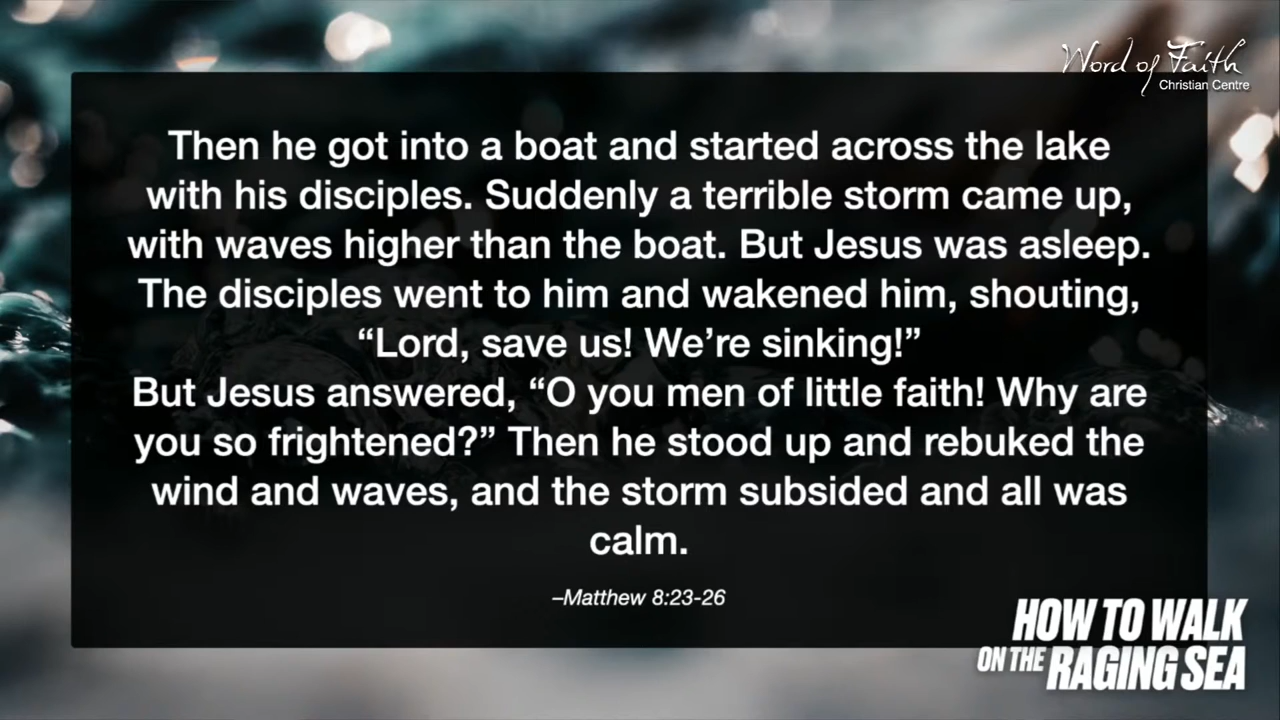 Word of Faith
Christian Centre
Then he got into a boat and started across the lake
with his disciples. Suddenly a terrible storm came up,
with waves higher than the boat. But Jesus was asleep.
The disciples went to him and wakened him, shouting,
“Lord, save us! We’re sinking!”
But Jesus answered, “O you men of little faith! Why are
you so frightened?” Then he stood up and rebuked the
wind and waves, and the storm subsided and all was
calm.
–Matthew 8:23-26
HOW TO WALK
ON THE RAGING SEA